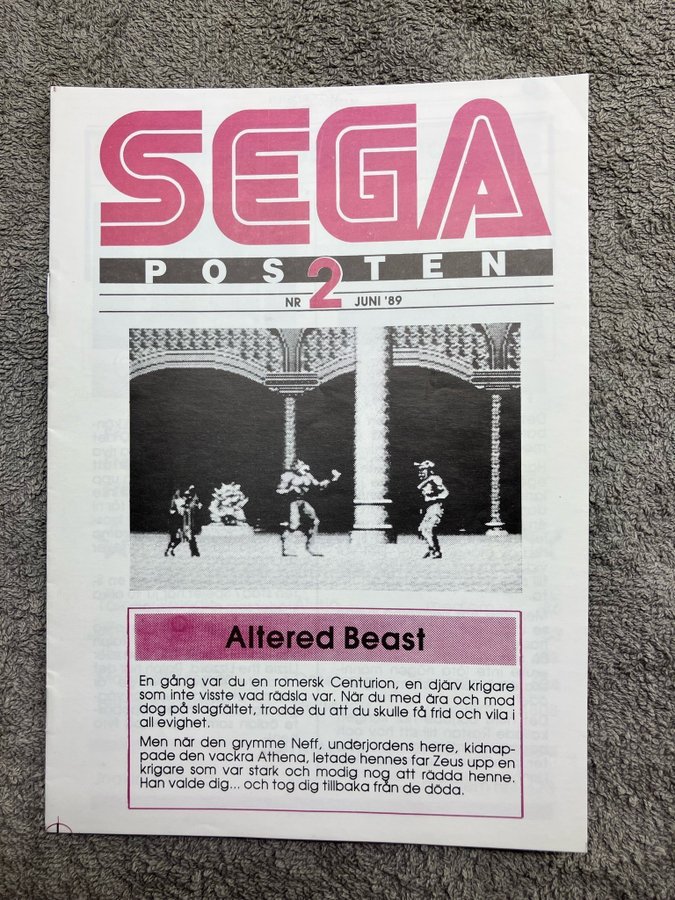 SEGA
POSTEN
NR 2 JUNI '89
Altered Beast
En gång var du en romersk Centurion, en djärv krigare
som inte visste vad rädsla var. När du med ära och mod
dog på slagfältet, trodde du att du skulle få frid och vila i
all evighet.
Men när den grymme Neff, underjordens herre, kidnap-
pade den vackra Athena, letade hennes far Zeus upp en
krigare som var stark och modig nog att rädda henne.
Han valde dig... och tog dig tillbaka från de döda.